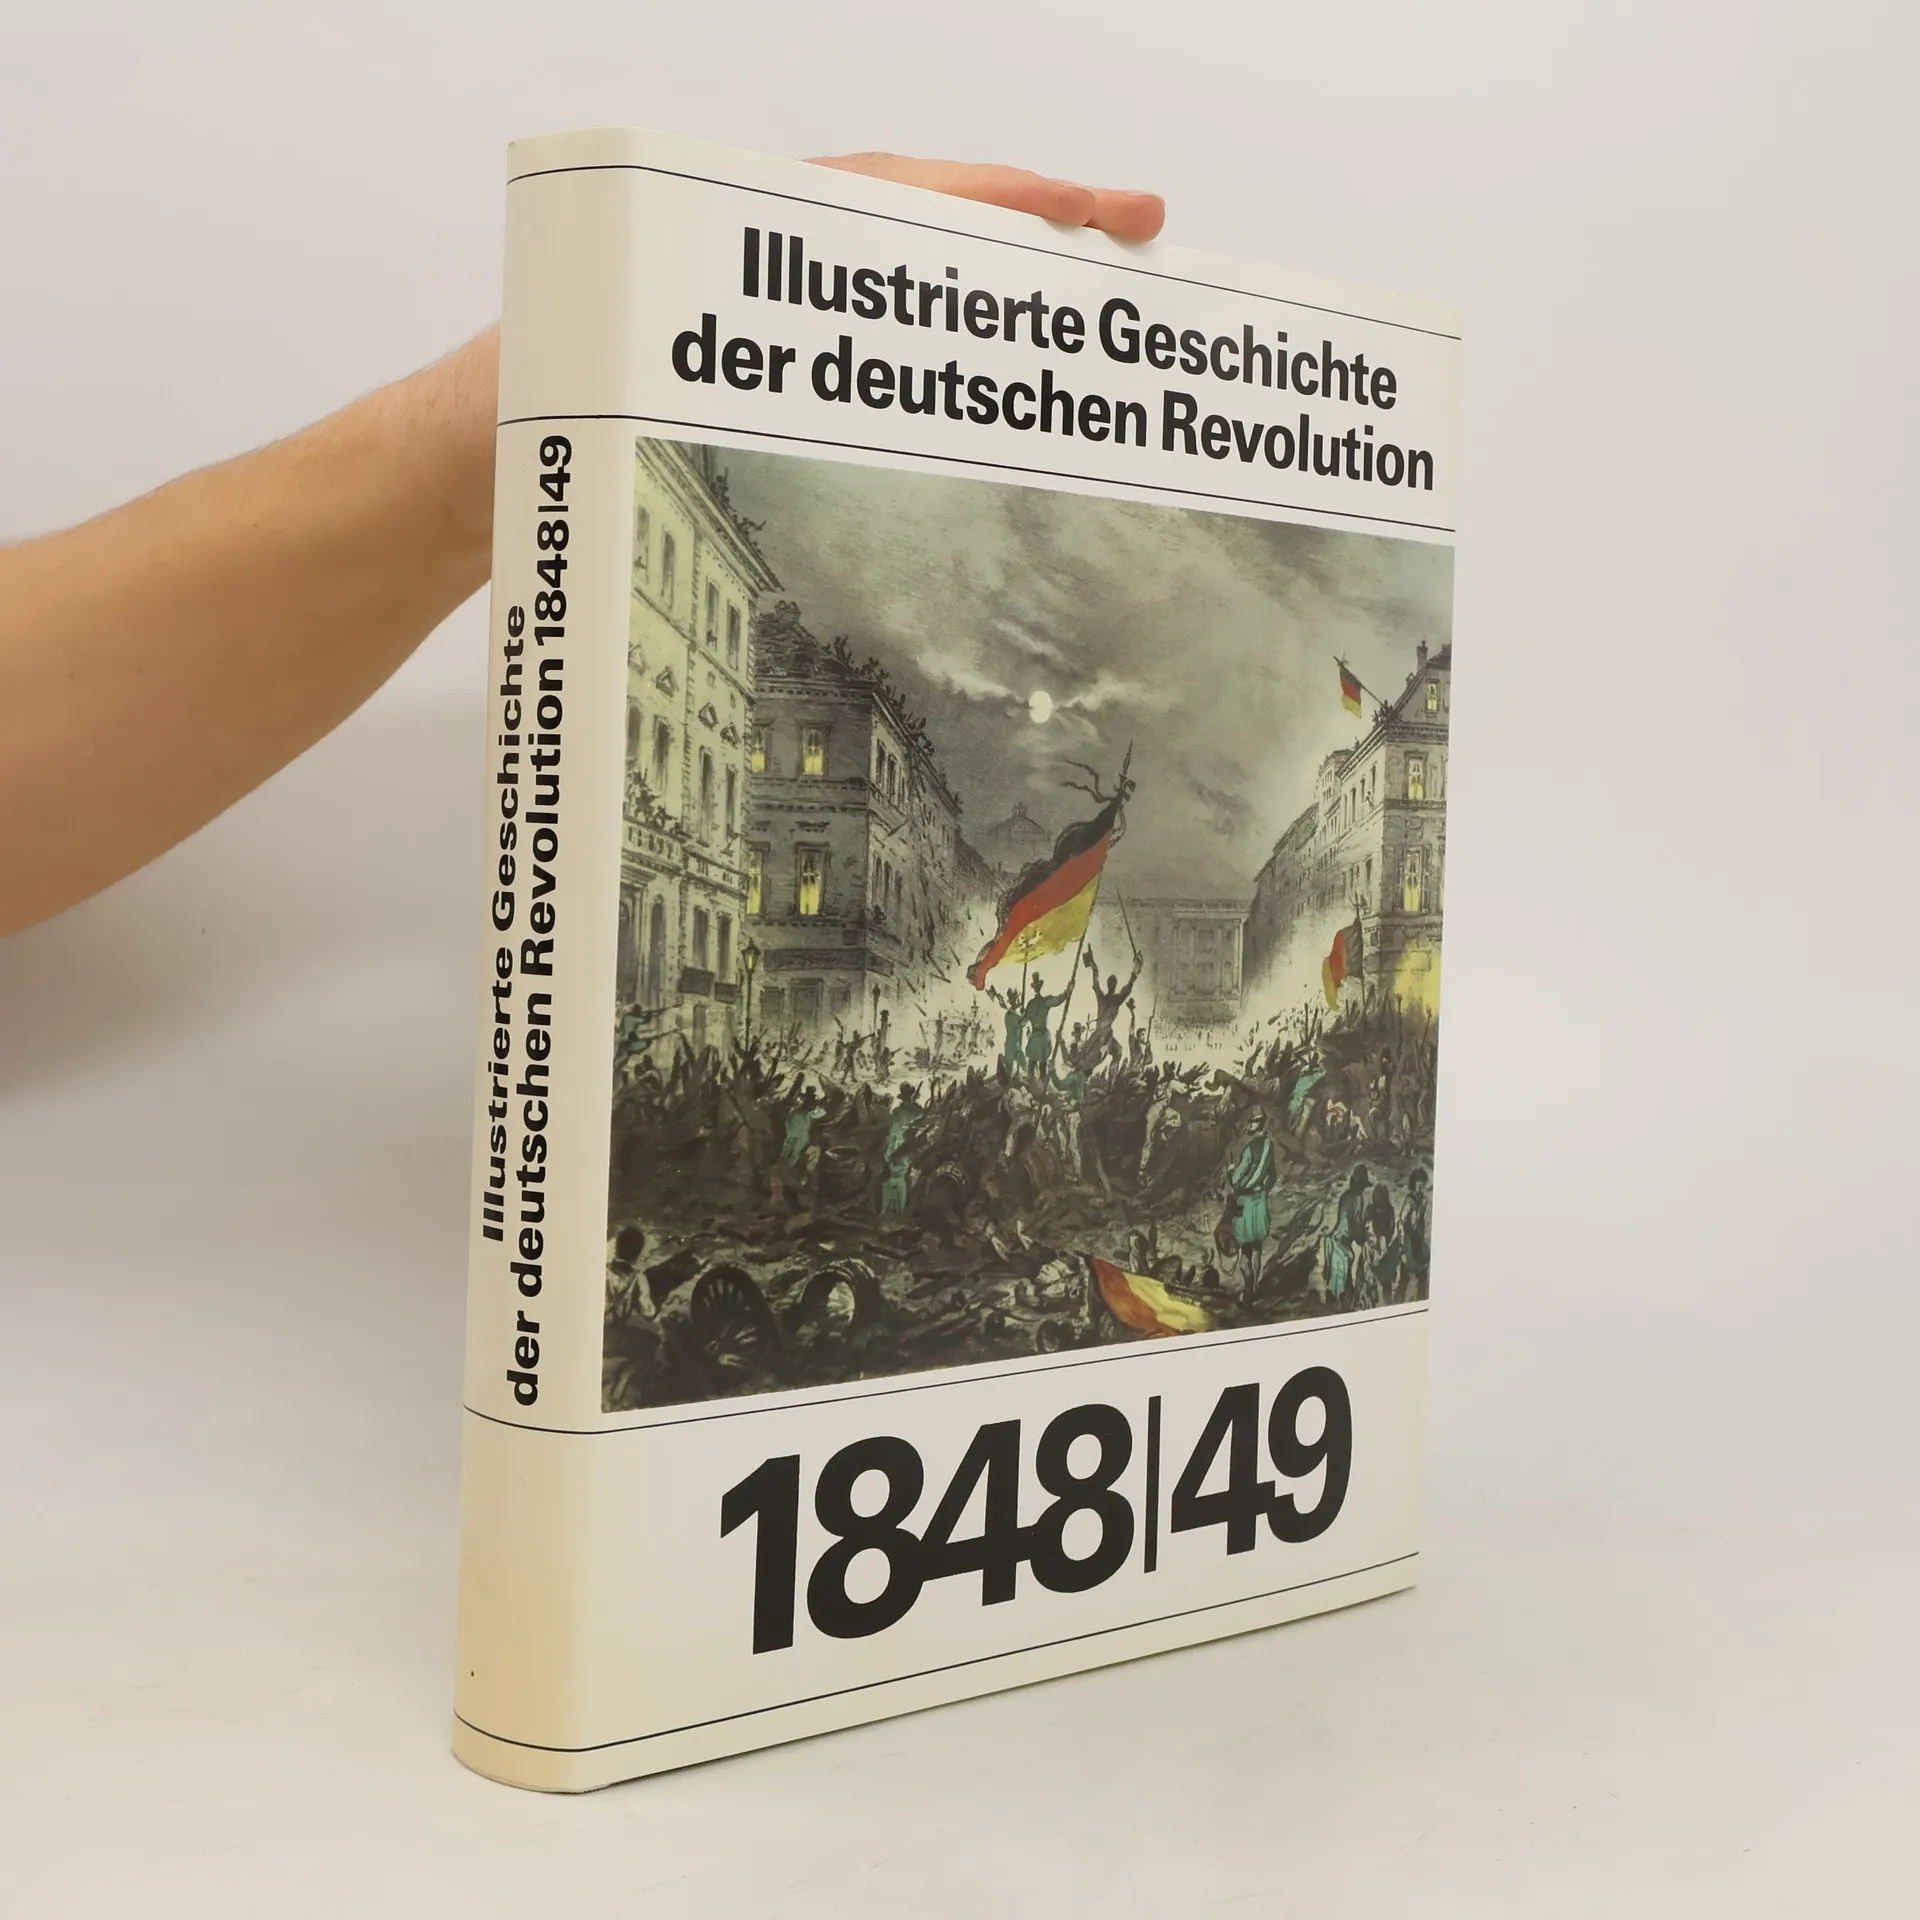 Illustrierte Geschichte
der deutschen Revolution
1848|49
Illustrierte Geschichte
der deutschen Revolution 1848|49